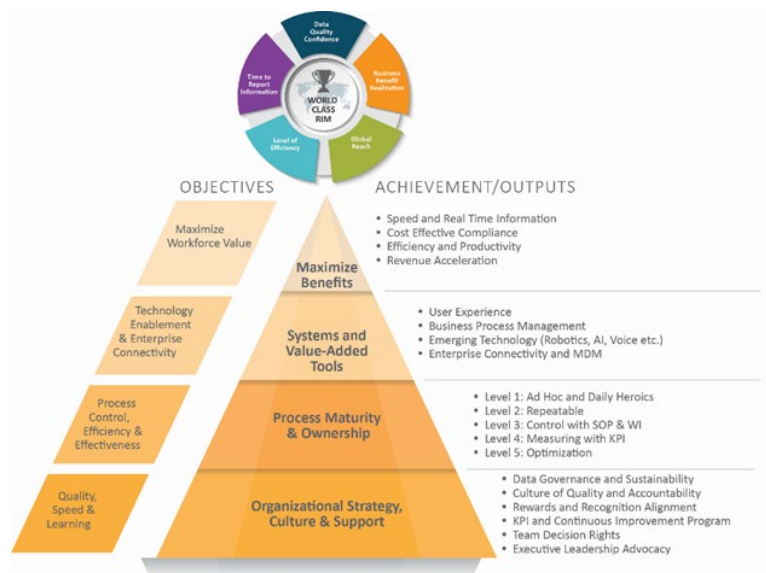 Data
Quality
Confidence
Time to
Report
Information
Business
Benefit
Realization
WORLD
CLASS
RIM
Level of
Efficiency
Global
Reach
OBJECTIVES
ACHIEVEMENT/OUTPUTS
Maximize
Workforce Value
Maximize
Benefits
• Speed and Real Time Information
• Cost Effective Compliance
• Efficiency and Productivity
• Revenue Acceleration
Technology
Enablement
& Enterprise
Connectivity
Systems and
Value-Added
Tools
• User Experience
• Business Process Management
• Emerging Technology (Robotics, AI, Voice etc.)
• Enterprise Connectivity and MDM
Process
Control,
Efficiency &
Effectiveness
Process Maturity
& Ownership
• Level 1: Ad Hoc and Daily Heroics
• Level 2: Repeatable
• Level 3: Control with SOP & WI
• Level 4: Measuring with KPI
• Level 5: Optimization
Quality,
Speed &
Learning
Organizational Strategy,
Culture & Support
• Data Governance and Sustainability
• Culture of Quality and Accountability
• Rewards and Recognition Alignment
• KPI and Continuous Improvement Program
• Team Decision Rights
• Executive Leadership Advocacy